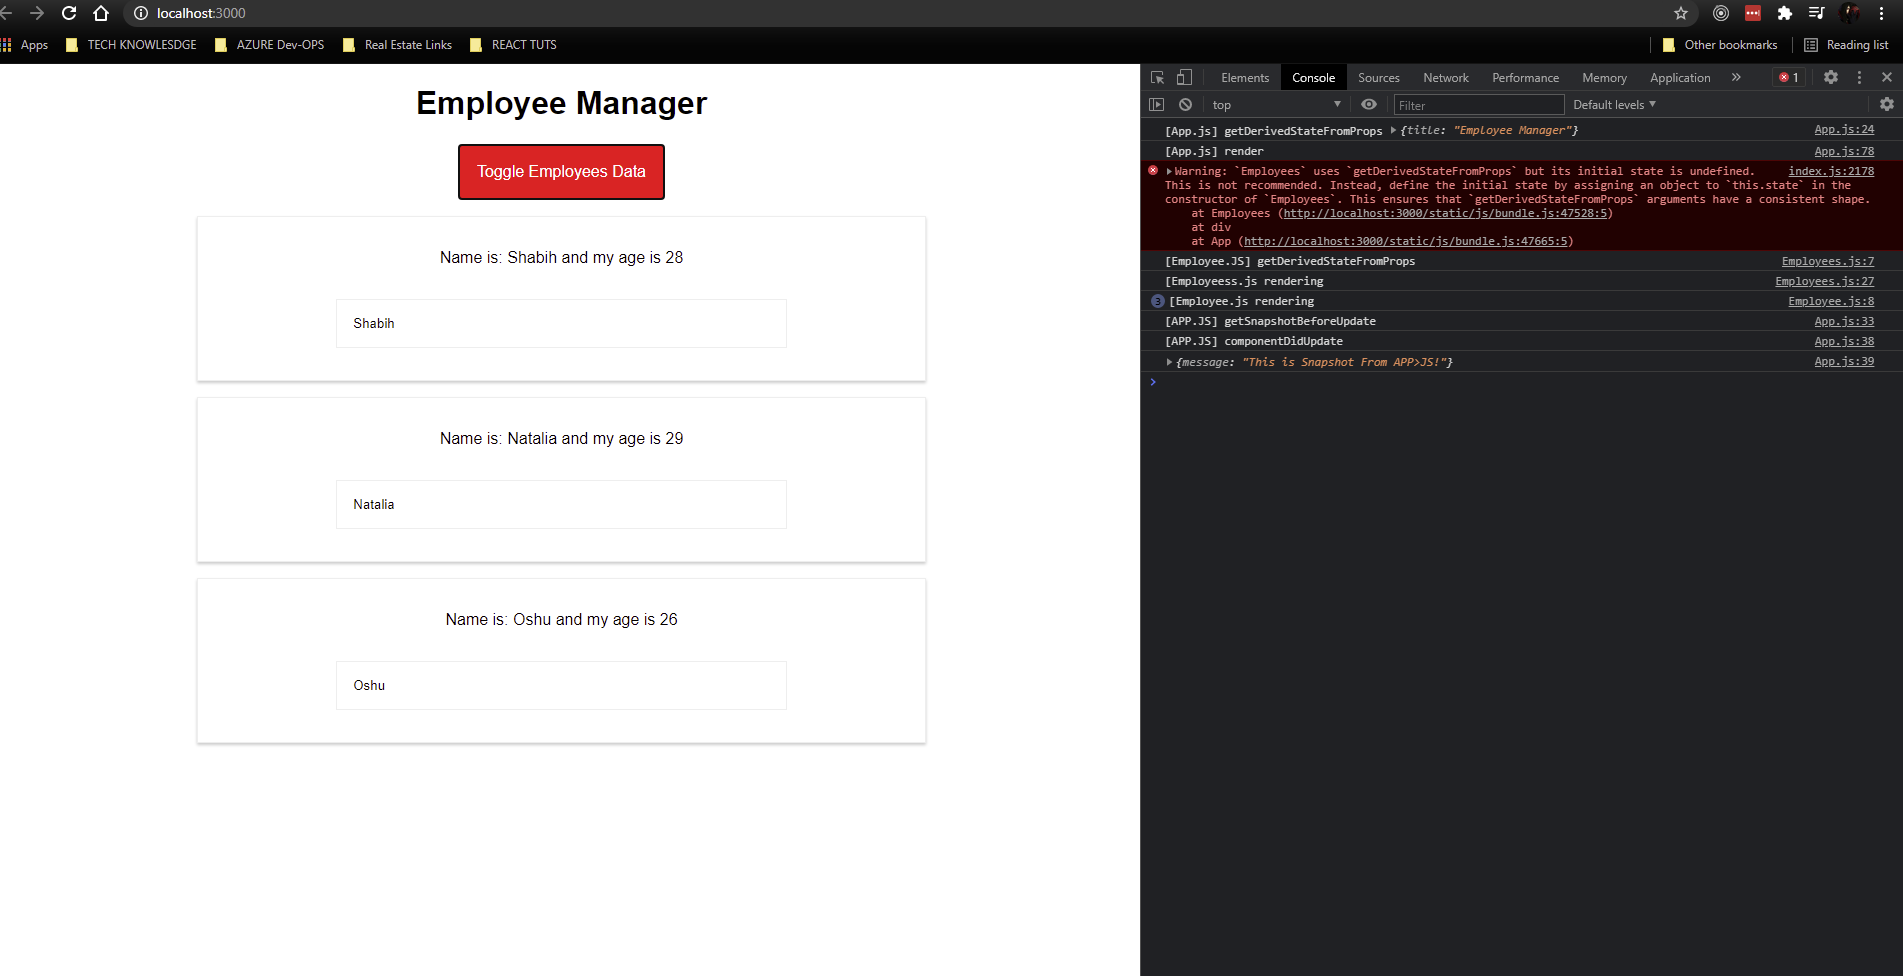 localhost:3000
Apps
TECH KNOWLESDGE
AZURE Dev-OPS
Real Estate Links
REACT TUTS
Other bookmarks
Reading list
Employee Manager
Toggle Employees Data
Name is: Shabih and my age is 28
Shabih
Name is: Natalia and my age is 29
Natalia
Name is: Oshu and my age is 26
Oshu
Elements Console Sources Network Performance Memory Application » 1
top Filter Default levels
[App.js] getDerivedStateFromProps {title: "Employee Manager"} App.js:24
[App.js] render App.js:78
Warning: `Employees` uses `getDerivedStateFromProps` but its initial state is undefined. index.js:2178
This is not recommended. Instead, define the initial state by assigning an object to `this.state` in the
constructor of `Employees`. This ensures that `getDerivedStateFromProps` arguments have a consistent shape.
at Employees (http://localhost:3000/static/js/bundle.js:47528:5)
at div
at App (http://localhost:3000/static/js/bundle.js:47665:5)
[Employee.JS] getDerivedStateFromProps Employees.js:7
[Employeess.js rendering Employees.js:27
3 [Employee.js rendering Employee.js:8
[APP.JS] getSnapshotBeforeUpdate App.js:33
[APP.JS] componentDidUpdate App.js:38
{message: "This is Snapshot From APP>JS!"} App.js:39